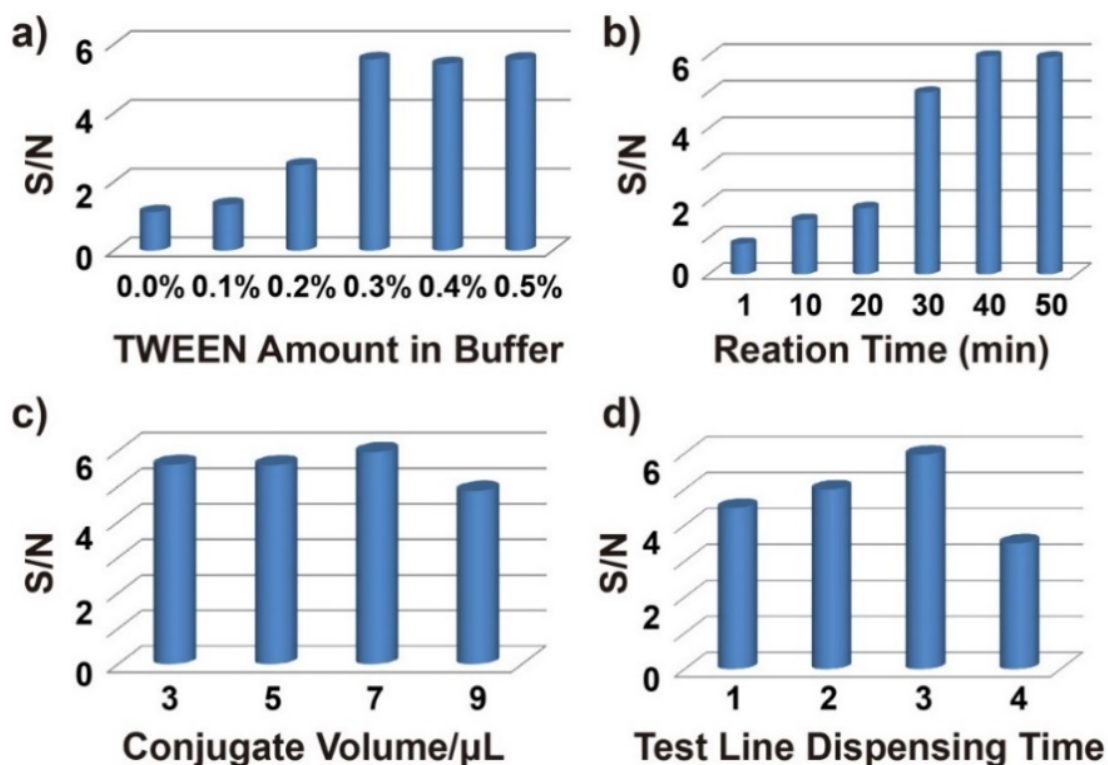 a)
6
4
2
0
S/N
0.0% 0.1% 0.2% 0.3% 0.4% 0.5%
TWEEN Amount in Buffer
b)
6
4
2
0
S/N
1 10 20 30 40 50
Reation Time (min)
c)
6
4
2
0
S/N
3 5 7 9
Conjugate Volume/µL
d)
6
4
2
0
S/N
1 2 3 4
Test Line Dispensing Time